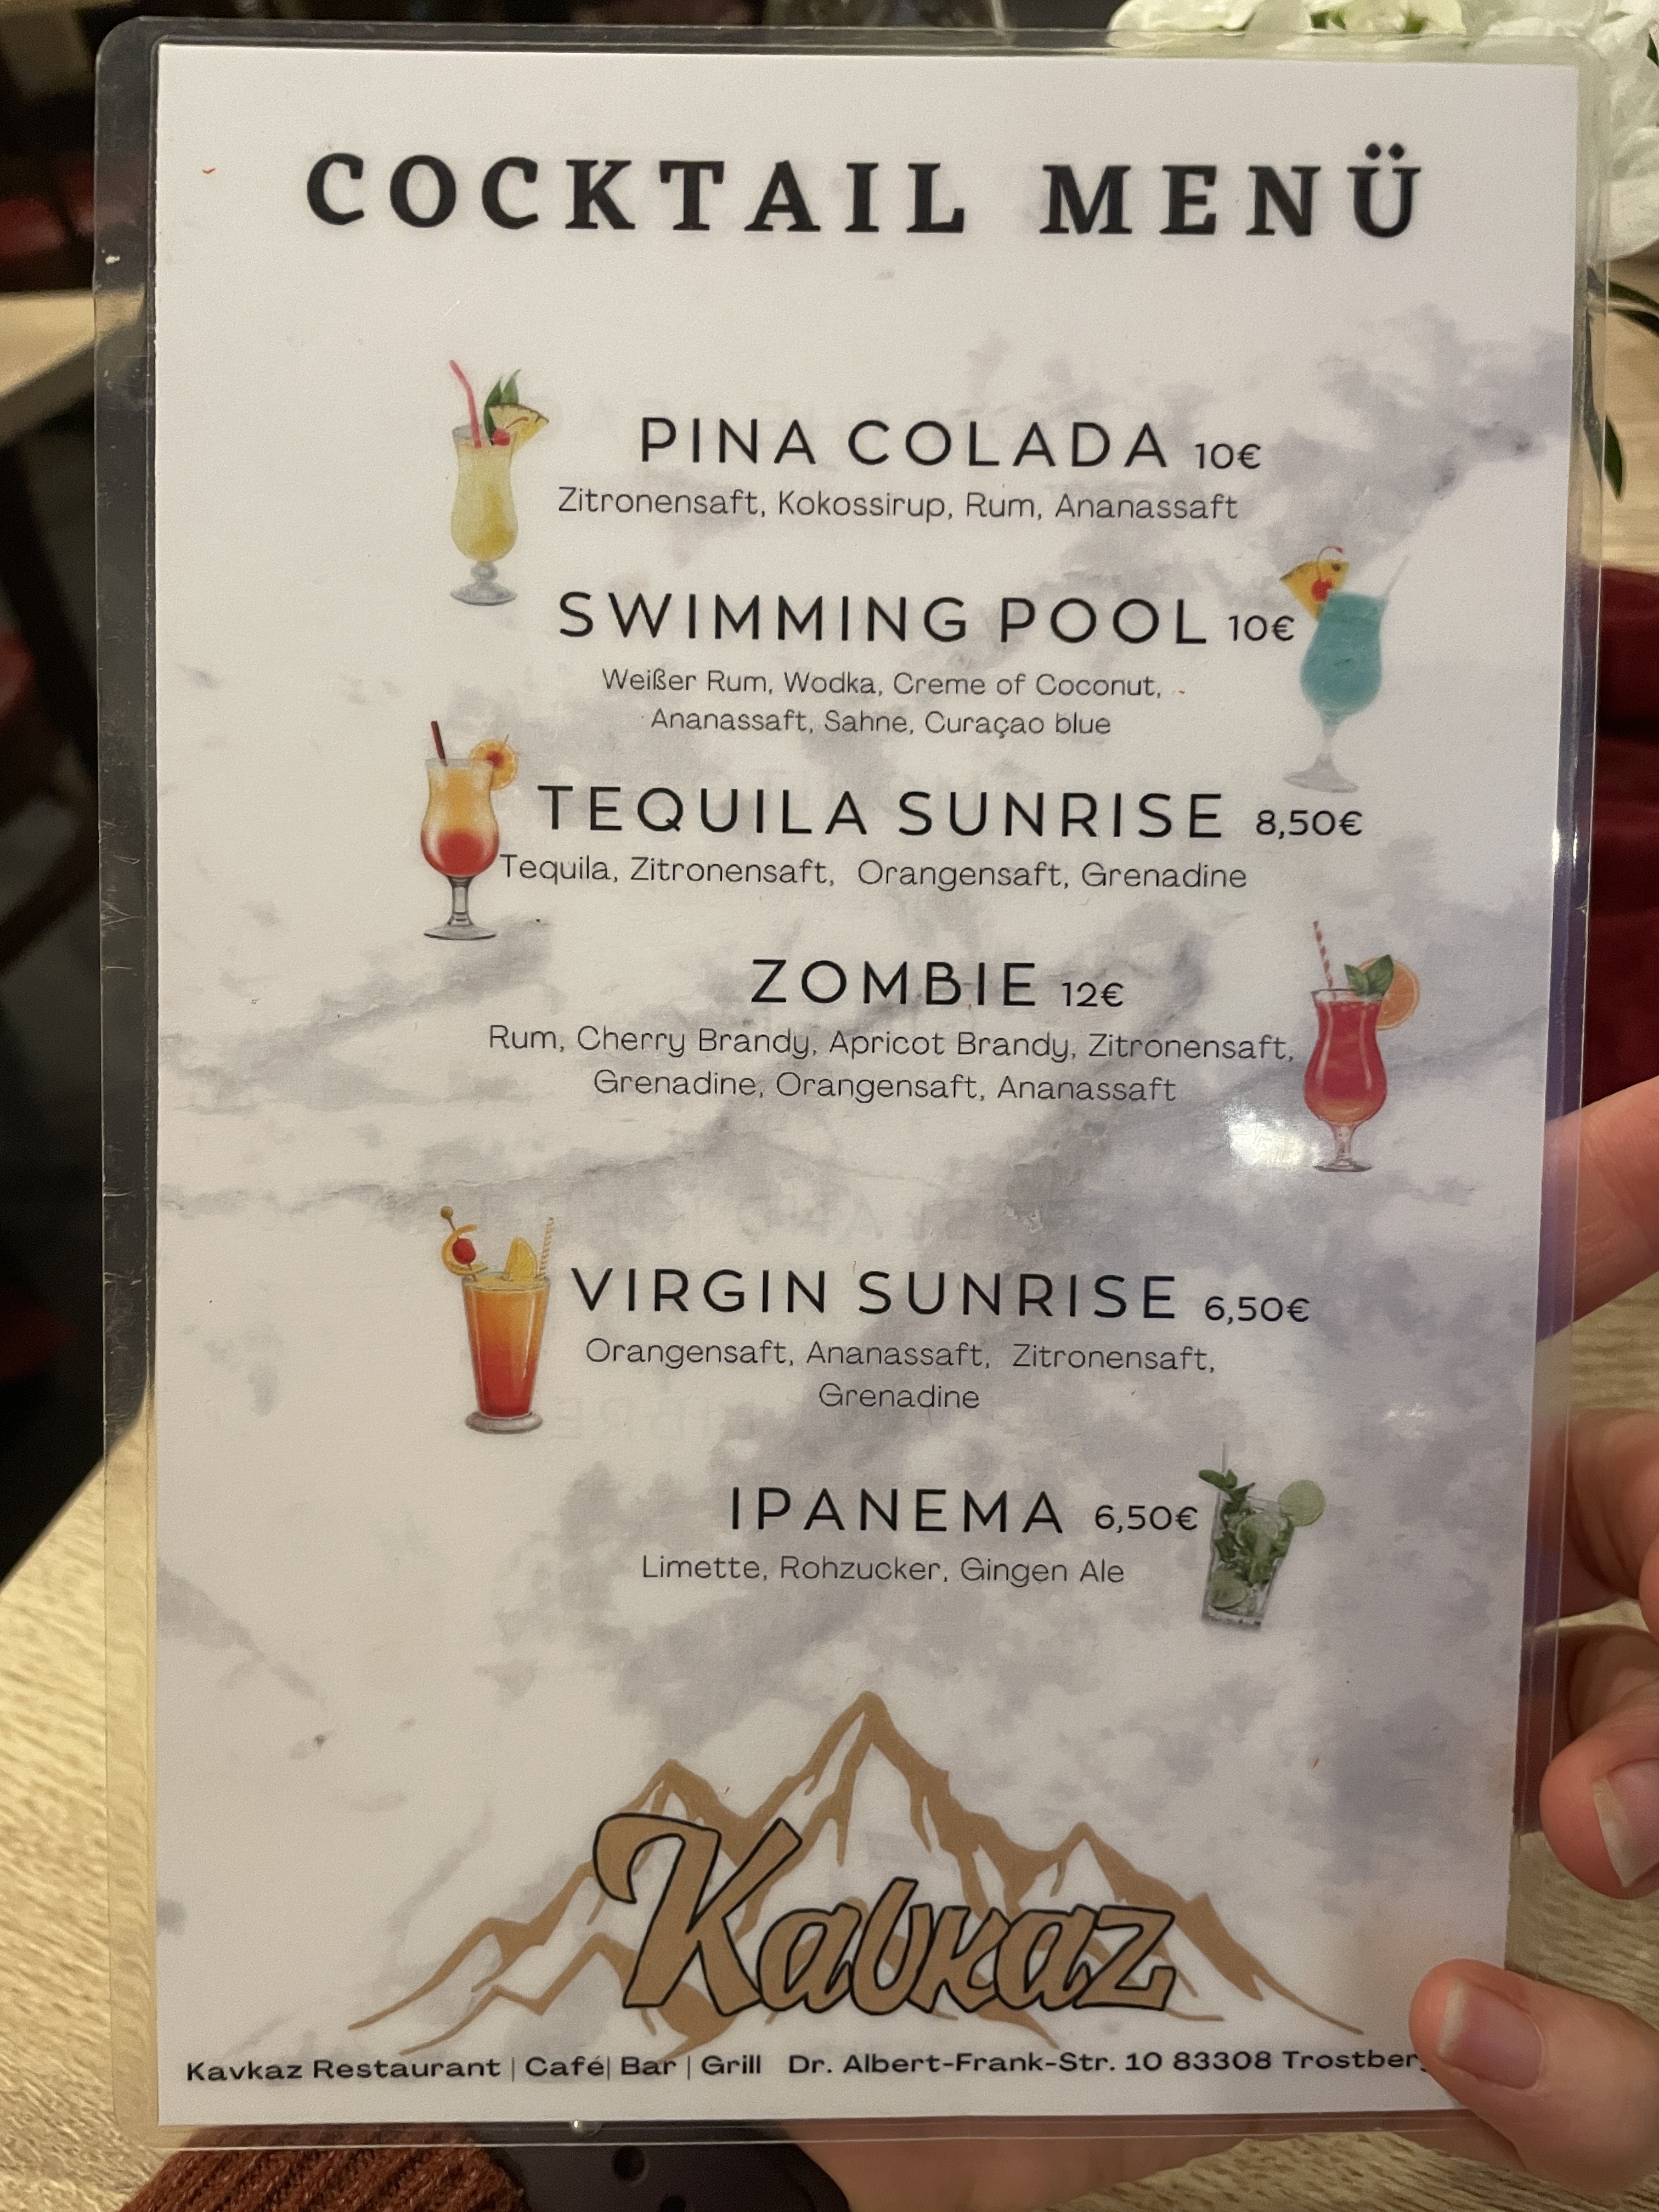 COCKTAIL MENÜ
PINA COLADA 10€
Zitronensaft, Kokossirup, Rum, Ananassaft
SWIMMING POOL 10€
Weißer Rum, Wodka, Creme of Coconut,
Ananassaft, Sahne, Curaçao blue
TEQUILA SUNRISE 8,50€
Tequila, Zitronensaft, Orangensaft, Grenadine
ZOMBIE 12€
Rum, Cherry Brandy, Apricot Brandy, Zitronensaft,
Grenadine, Orangensaft, Ananassaft
VIRGIN SUNRISE 6,50€
Orangensaft, Ananassaft, Zitronensaft,
Grenadine
IPANEMA 6,50€
Limette, Rohzucker, Gingen Ale
Kavkaz
Kavkaz Restaurant | Café| Bar | Grill Dr. Albert-Frank-Str. 10 83308 Trostberg